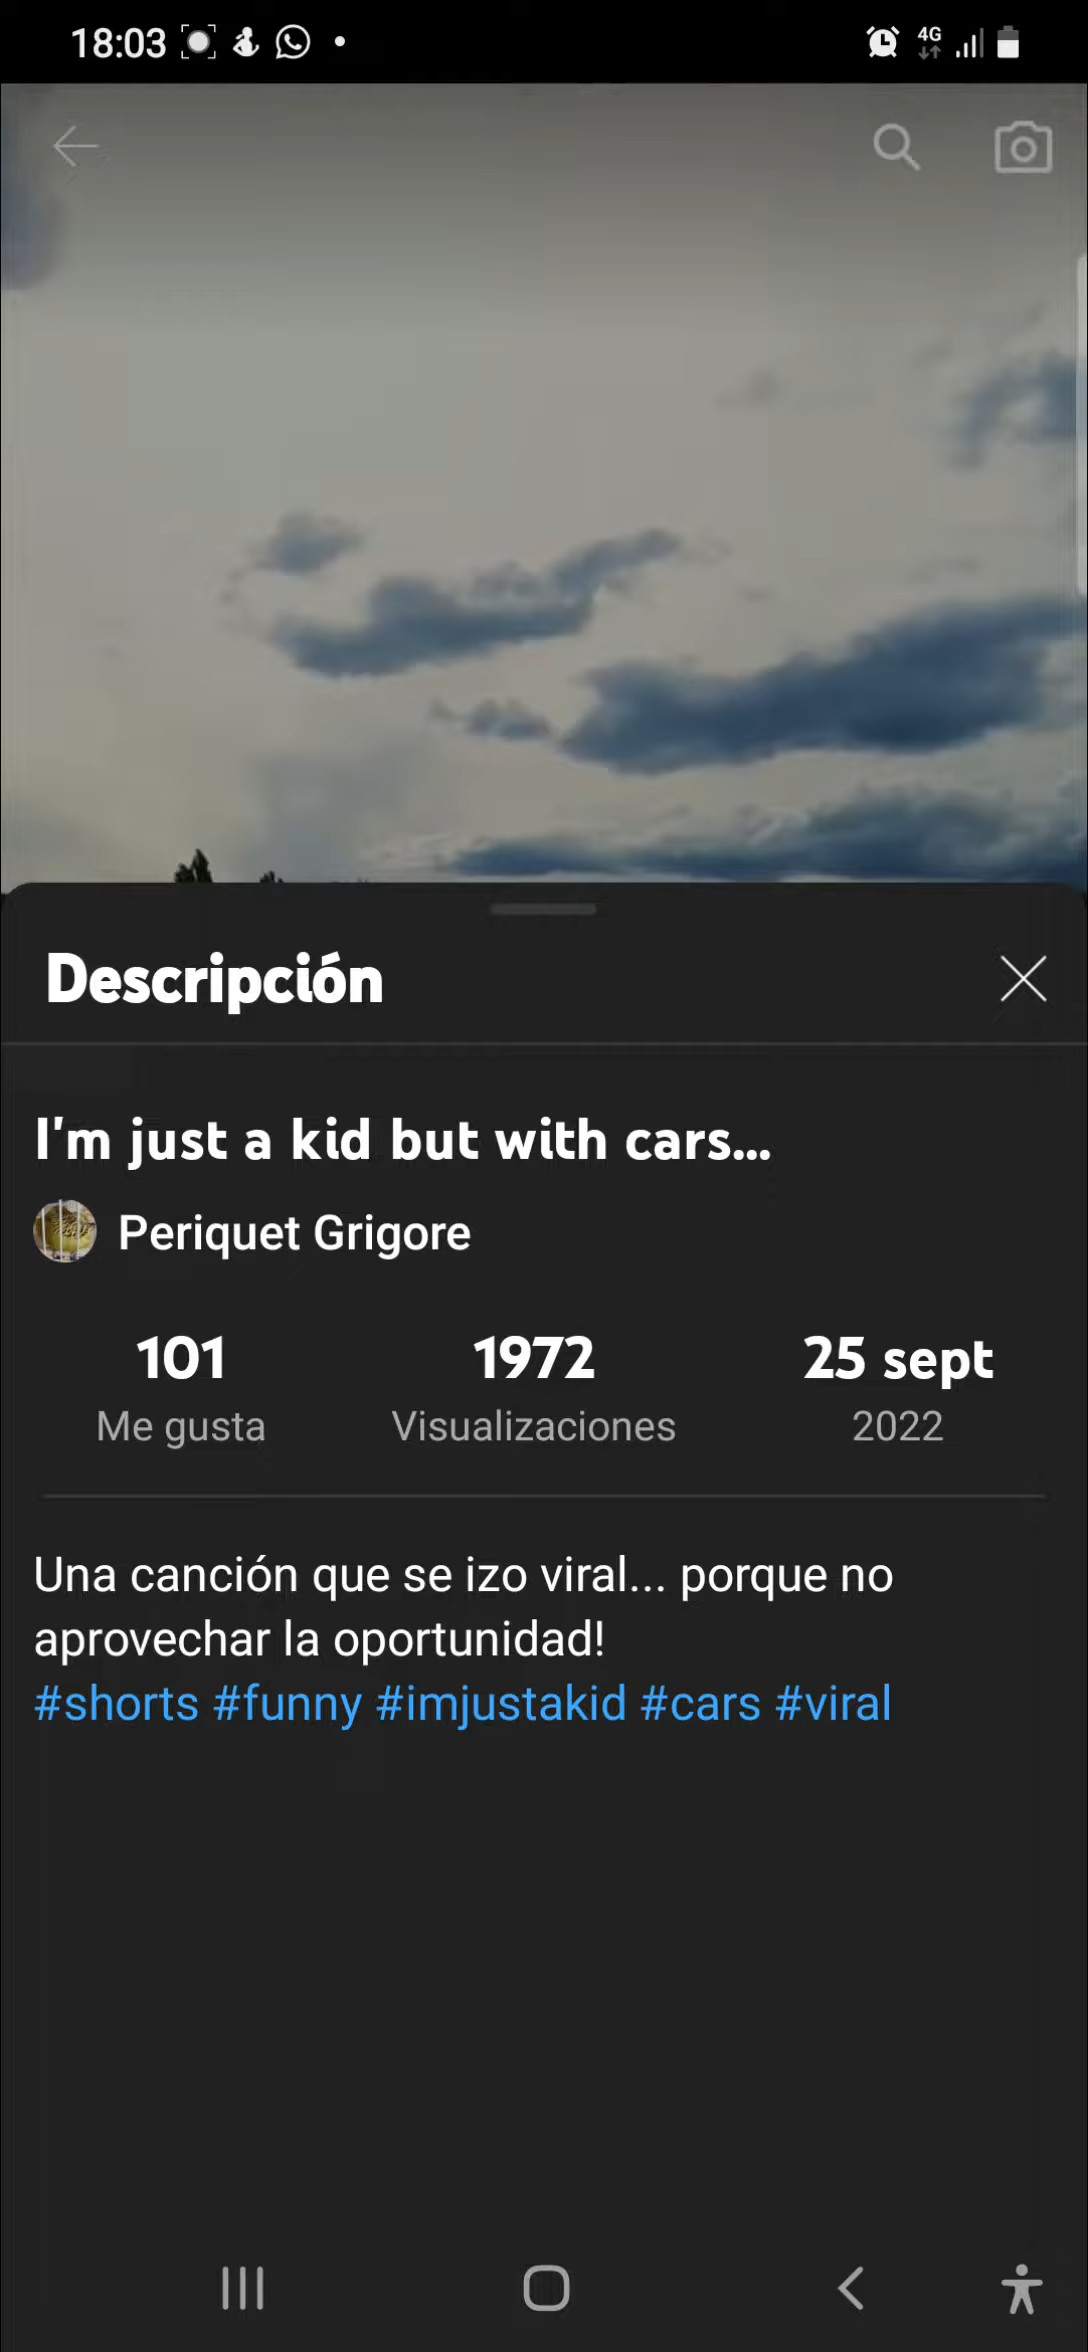 18:03
4G
Descripción
I'm just a kid but with cars...
Periquet Grigore
101 1972 25 sept
Me gusta Visualizaciones 2022
Una canción que se izo viral... porque no
aprovechar la oportunidad!
#shorts #funny #imjustakid #cars #viral